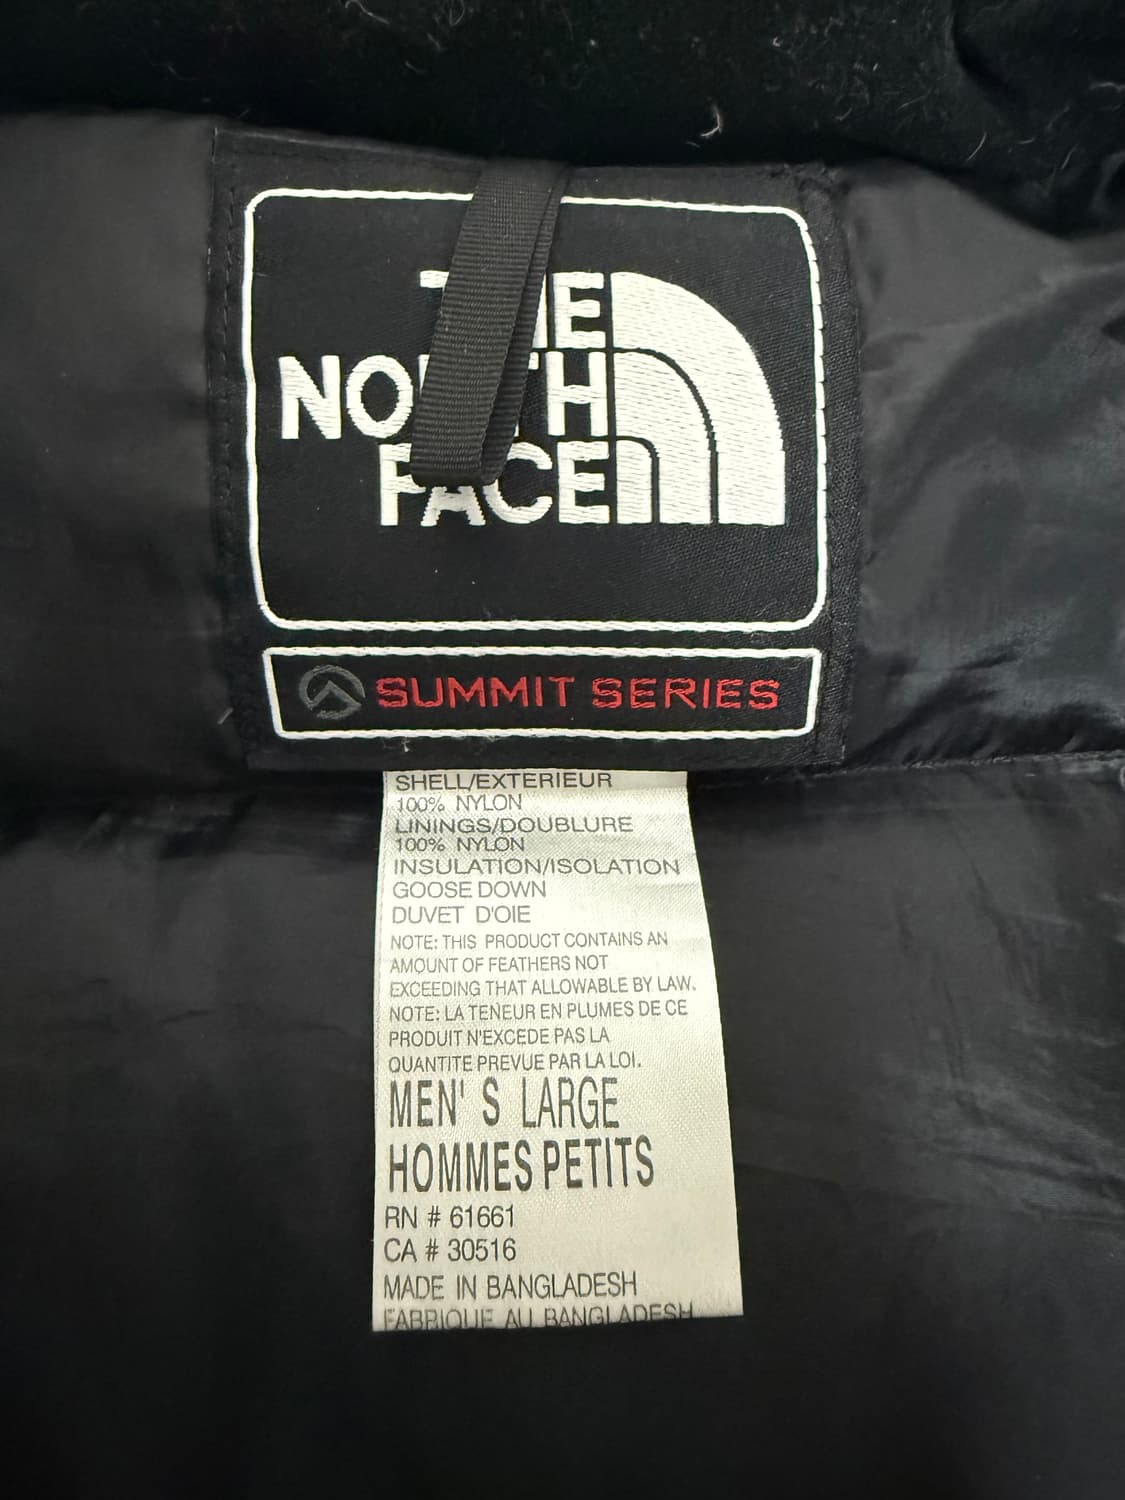 THE
NORTH
FACE
SUMMIT SERIES
SHELL/EXTERIEUR
100% NYLON
LININGS/DOUBLURE
100% NYLON
INSULATION/ISOLATION
GOOSE DOWN
DUVET D'OIE
NOTE: THIS PRODUCT CONTAINS AN
AMOUNT OF FEATHERS NOT
EXCEEDING THAT ALLOWABLE BY LAW.
NOTE: LA TENEUR EN PLUMES DE CE
PRODUIT N'EXCEDE PAS LA
QUANTITE PREVUE PAR LA LOI.
MEN' S LARGE
HOMMES PETITS
RN # 61661
CA # 30516
MADE IN BANGLADESH
FABRIQUE AU BANGLADESH